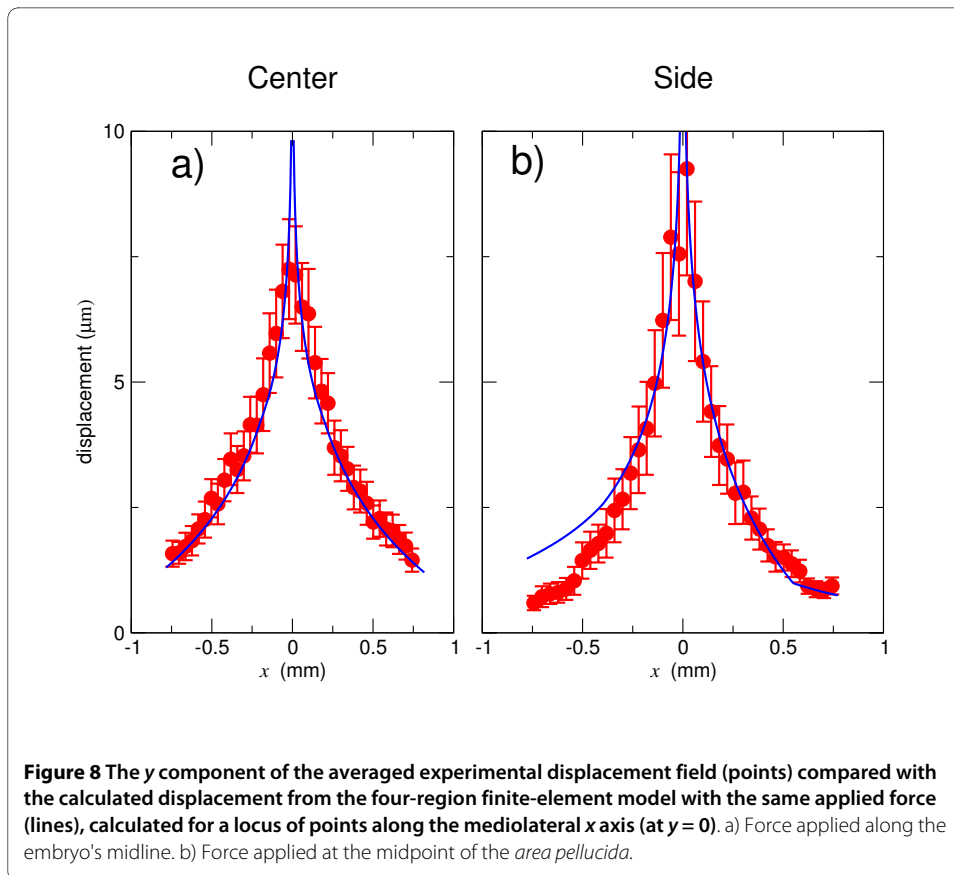 Center
Side
a)
b)
10
5
0
displacement (μm)
-1
-0.5
0
0.5
1
x (mm)
-1
-0.5
0
0.5
1
x (mm)
Figure 8 The y component of the averaged experimental displacement field (points) compared with
the calculated displacement from the four-region finite-element model with the same applied force
(lines), calculated for a locus of points along the mediolateral x axis (at y = 0). a) Force applied along the
embryo's midline. b) Force applied at the midpoint of the area pellucida.